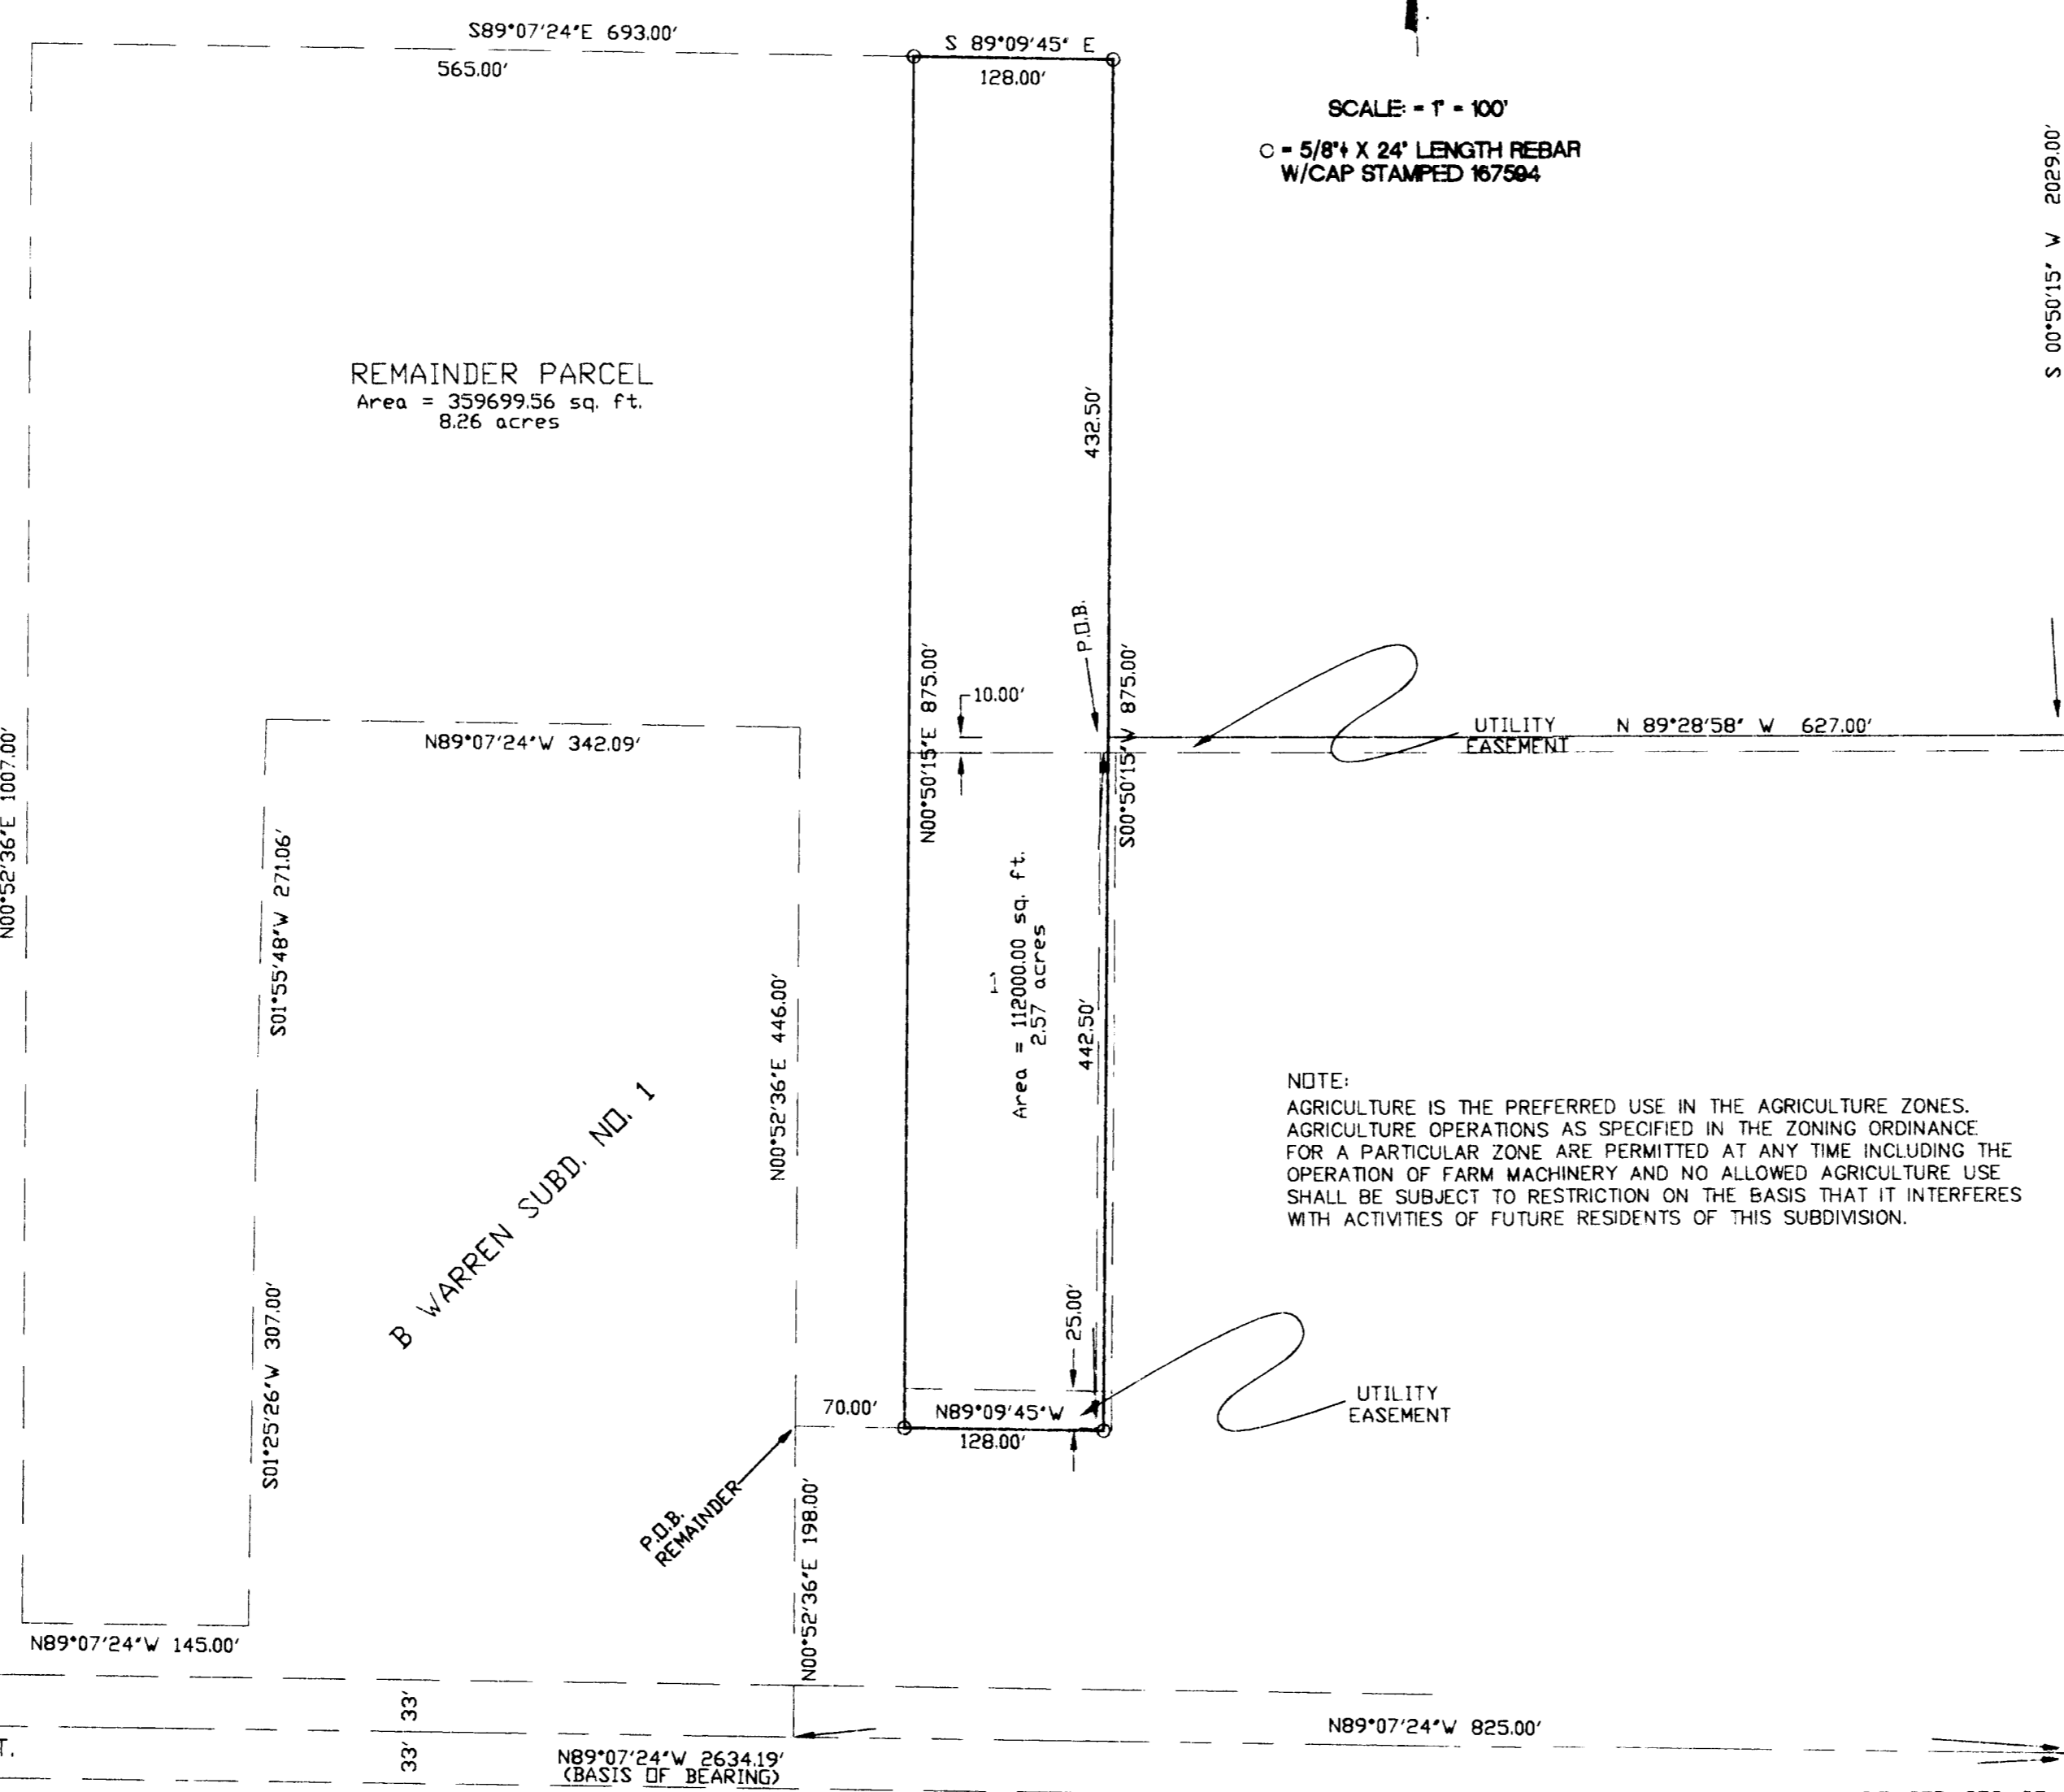 S89°07'24"E 693.00'
565.00'
S 89°09'45" E
128.00'
SCALE: = 1" = 100'
O = 5/8"ɸ X 24" LENGTH REBAR
W/CAP STAMPED 167594
S 00°50'15" W 2029.00'
REMAINDER PARCEL
Area = 359699.56 sq. ft.
8.26 acres
432.50'
P.O.B.
N00°50'15"E 875.00'
10.00'
S00°50'15"W 875.00'
UTILITY
EASEMENT
N 89°28'58" W 627.00'
N00°52'36"E 1007.00'
N89°07'24"W 342.09'
S01°55'48"W 271.06'
N00°52'36"E 446.00'
Area = 112000.00 sq. ft.
2.57 acres
442.50'
B WARREN SUBD. NO. 1
NOTE:
AGRICULTURE IS THE PREFERRED USE IN THE AGRICULTURE ZONES.
AGRICULTURE OPERATIONS AS SPECIFIED IN THE ZONING ORDINANCE
FOR A PARTICULAR ZONE ARE PERMITTED AT ANY TIME INCLUDING THE
OPERATION OF FARM MACHINERY AND NO ALLOWED AGRICULTURE USE
SHALL BE SUBJECT TO RESTRICTION ON THE BASIS THAT IT INTERFERES
WITH ACTIVITIES OF FUTURE RESIDENTS OF THIS SUBDIVISION.
S01°25'26"W 307.00'
25.00'
70.00'
N89°09'45"W
128.00'
UTILITY
EASEMENT
P.O.B.
REMAINDER
N00°52'36"E 198.00'
N89°07'24"W 145.00'
33'
33'
T.
N89°07'24"W 825.00'
N89°07'24"W 2634.19'
(BASIS OF BEARING)